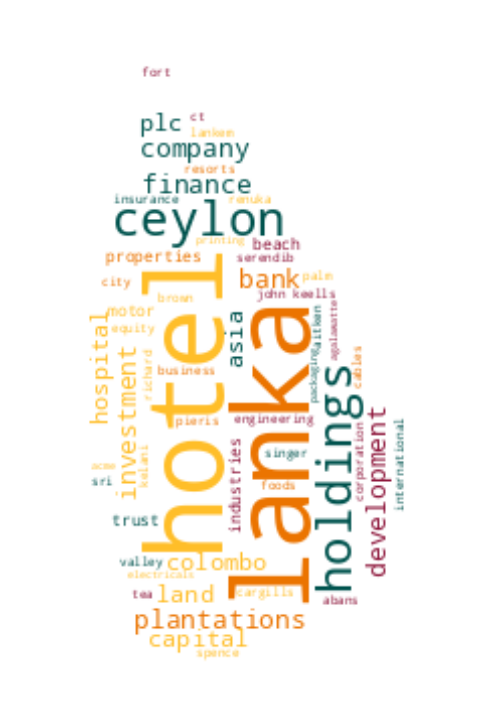 fort
plc
ct
lankem
company
resorts
finance
insurance
renuka
ceylon
printing
beach
properties
serendib
hotel
bank
palm
city
john keells
brown
lanka
motor
hospital
equity
asia
aitken
agalawatte
packaging
cables
richard
investment
business
holdings
pieris
engineering
development
corporation
international
industries
singer
kelani
acme
sri
foods
trust
valley
colombo
electricals
tea
land
cargills
abans
plantations
capital
spence